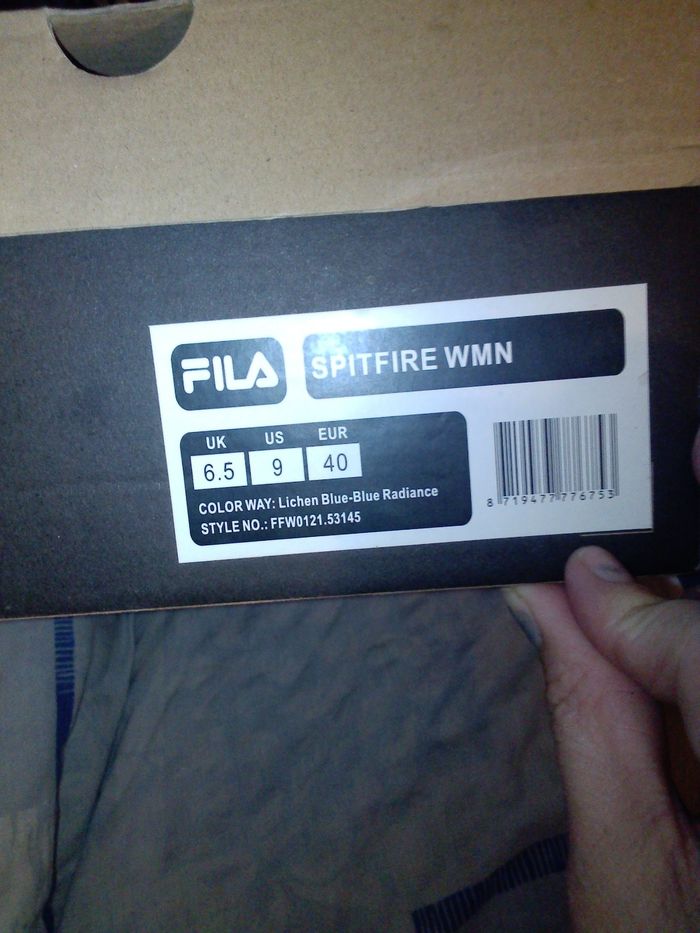 FILA
SPITFIRE WMN
UK US EUR
6.5 9 40
COLOR WAY: Lichen Blue-Blue Radiance
STYLE NO.: FFW0121.53145
8 719477 776753